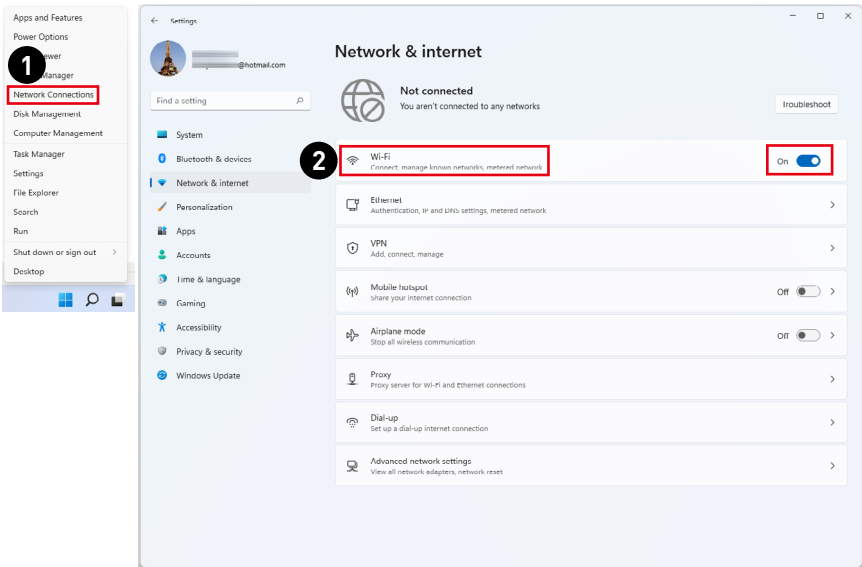 Apps and Features
Power Options
ewer
1
Manager
Network Connections
Disk Management
Computer Management
Task Manager
Settings
File Explorer
Search
Run
Shut down or sign out
Desktop
Settings
@hotmail.com
Find a setting
System
Bluetooth & devices
Network & internet
Personalization
Apps
Accounts
Time & language
Gaming
Accessibility
Privacy & security
Windows Update
Network & internet
Not connected
You aren't connected to any networks
Troubleshoot
2
Wi-Fi
Connect, manage known networks, metered network
On
Ethernet
Authentication, IP and DNS settings, metered network
VPN
Add, connect, manage
Mobile hotspot
Share your internet connection
Off
Airplane mode
Stop all wireless communication
Off
Proxy
Proxy server for Wi-Fi and Ethernet connections
Dial-up
Set up a dial-up internet connection
Advanced network settings
View all network adapters, network reset